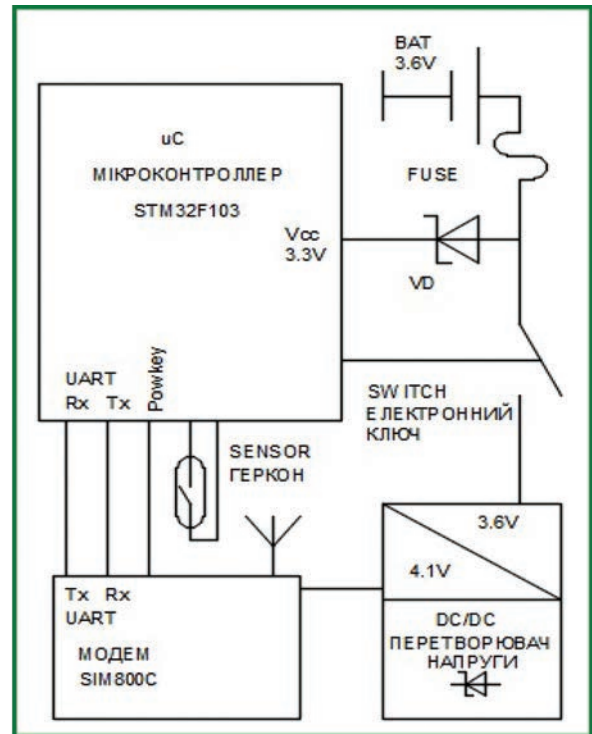 BAT
3.6V
uC
МІКРОКОНТРОЛЛЕР
STM32F103
FUSE
Vcc
3.3V
VD
UART
Rx Tx
Powkey
SWITCH
ЕЛЕКТРОННИЙ
КЛЮЧ
SENSOR
ГЕРКОН
3.6V
4.1V
Tx Rx
UART
МОДЕМ
SIM800C
DC/DC
ПЕРЕТВОРЮВАЧ
НАПРУГИ